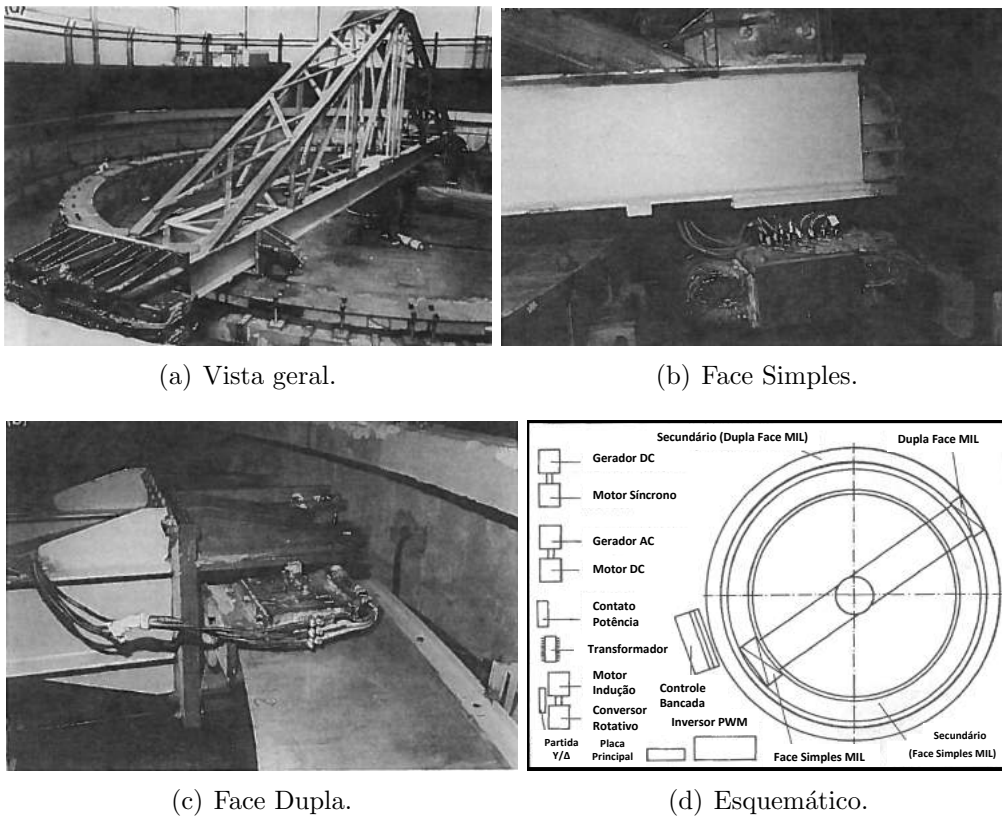 (a) Vista geral.
(b) Face Simples.
Secundário (Dupla Face MIL)
Dupla Face MIL
Gerador DC
Motor Síncrono
Gerador AC
Motor DC
Contato
Potência
Transformador
Motor
Indução
Conversor
Rotativo
Partida
Y/Δ
Placa
Principal
Controle
Bancada
Inversor PWM
Face Simples MIL
Secundário
(Face Simples MIL)
(c) Face Dupla.
(d) Esquemático.